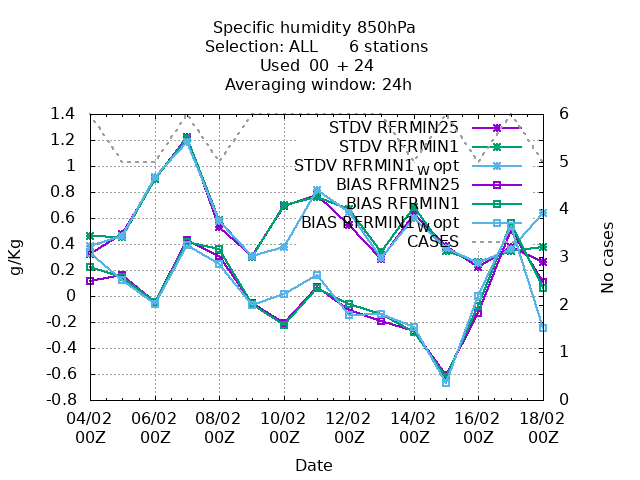 Specific humidity 850hPa
Selection: ALL      6 stations
Used  00 + 24
Averaging window: 24h
STDV RFRMIN25
STDV RFRMIN1
STDV RFRMIN1_w opt
BIAS RFRMIN25
BIAS RFRMIN1
BIAS RFRMIN1_w opt
CASES
g/Kg
1.4
1.2
1
0.8
0.6
0.4
0.2
0
-0.2
-0.4
-0.6
-0.8
No cases
6
5
4
3
2
1
0
04/02 06/02 08/02 10/02 12/02 14/02 16/02 18/02
00Z 00Z 00Z 00Z 00Z 00Z 00Z 00Z
Date